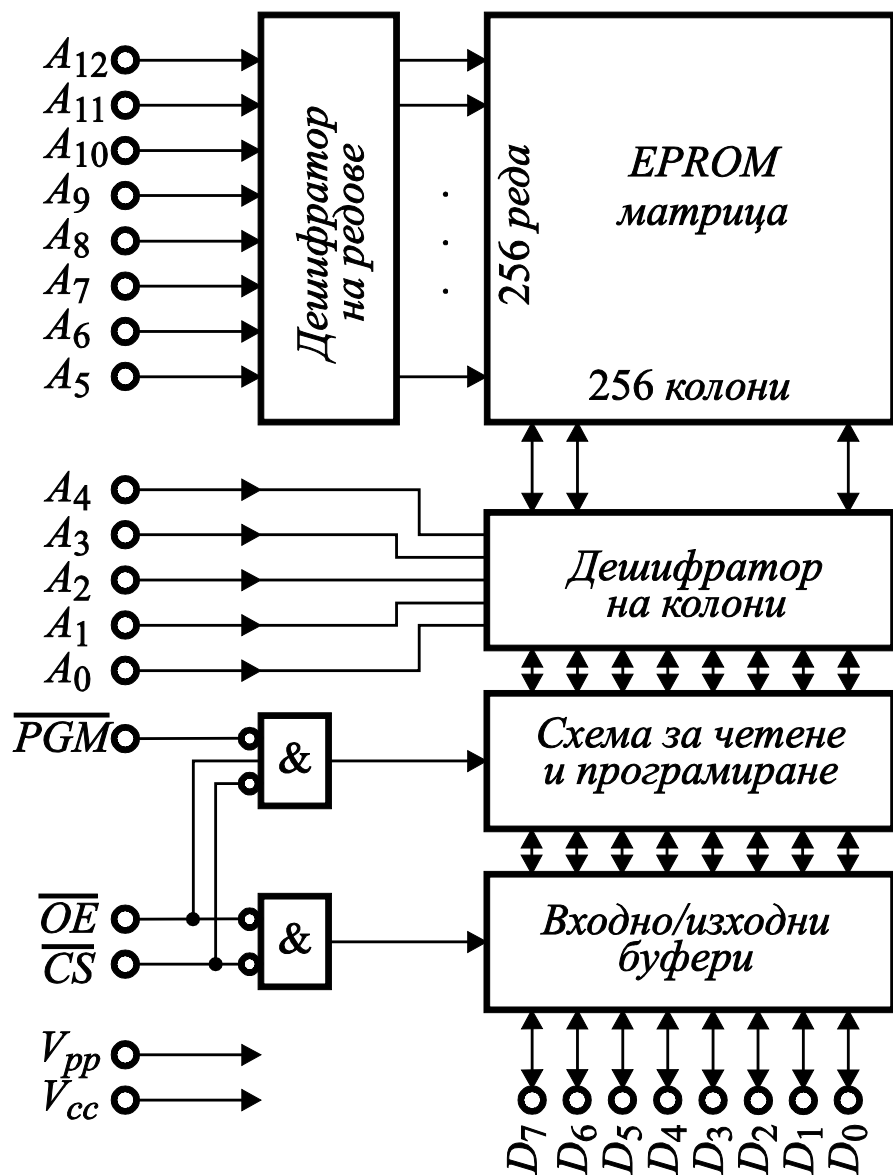 A12
A11
A10
A9
A8
A7
A6
A5
Дешифратор
на редове
256 реда
EPROM
матрица
256 колони
A4
A3
A2
A1
A0
Дешифратор
на колони
PGM
&
Схема за четене
и програмиране
OE
CS
&
Входно/изходни
буфери
Vpp
Vcc
D7
D6
D5
D4
D3
D2
D1
D0